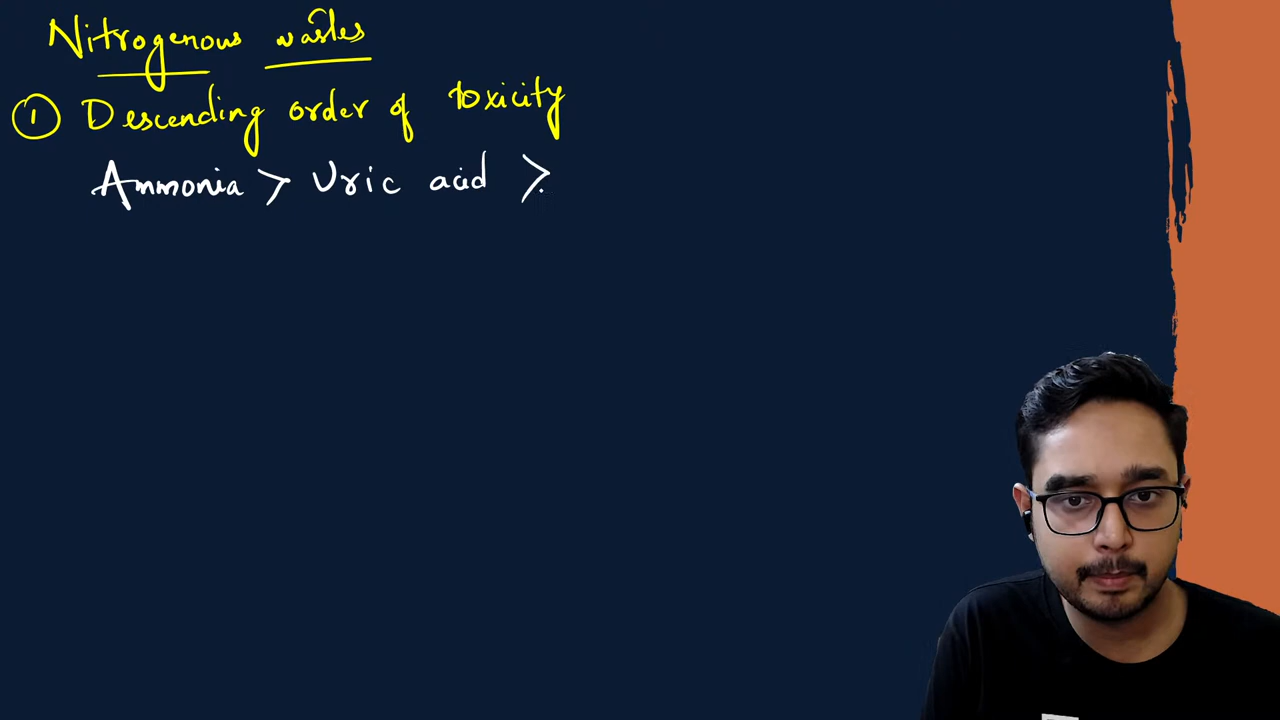 Nitrogenous wastes
① Descending order of toxicity
Ammonia > Uric acid >